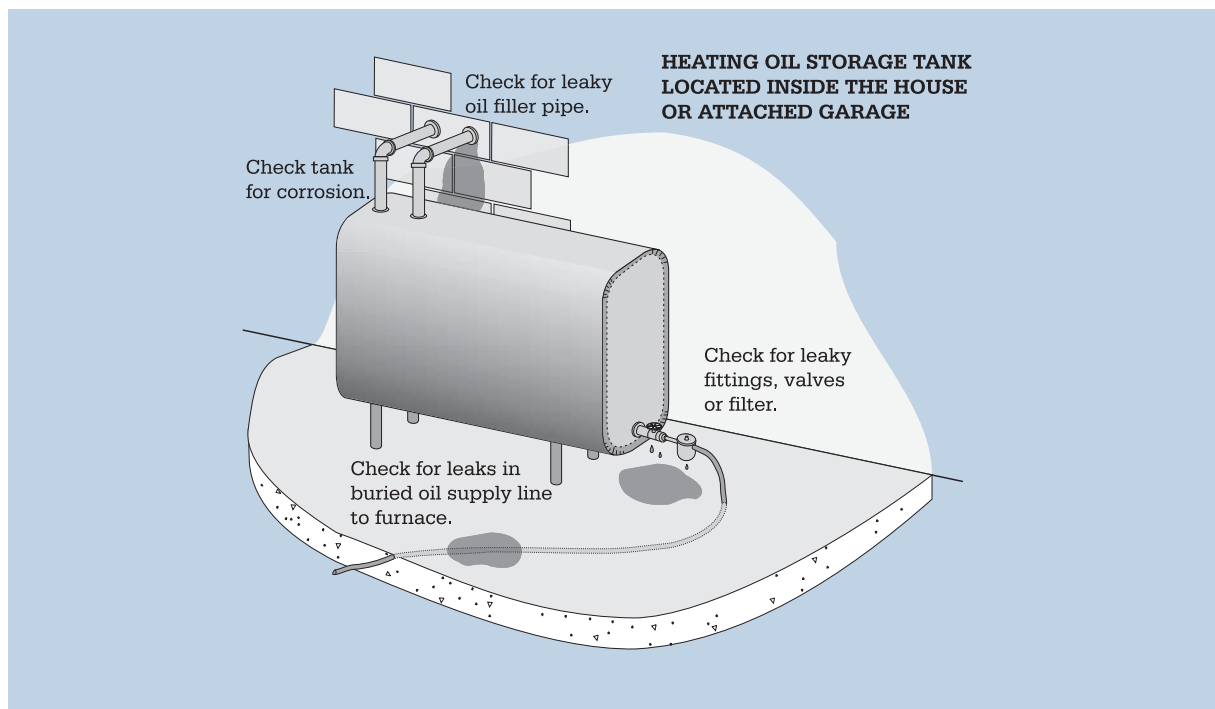 HEATING OIL STORAGE TANK
LOCATED INSIDE THE HOUSE
OR ATTACHED GARAGE
Check for leaky
oil filler pipe.
Check tank
for corrosion.
Check for leaky
fittings, valves
or filter.
Check for leaks in
buried oil supply line
to furnace.